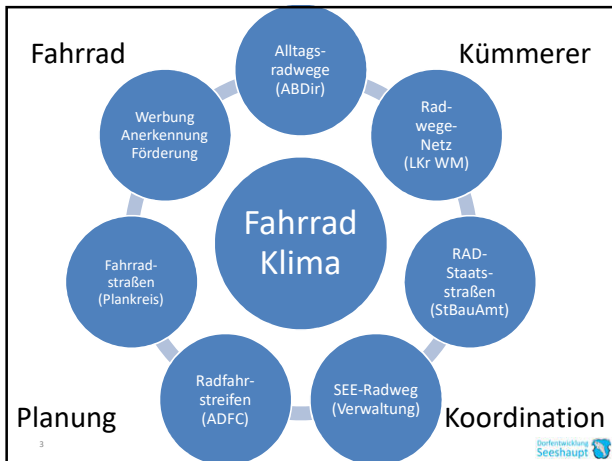 Fahrrad
Kümmerer
Alltags-
radwege
(ABDir)
Werbung
Anerkennung
Förderung
Rad-
wege-
Netz
(LKr WM)
Fahrrad
Klima
Fahrrad-
straßen
(Plankreis)
RAD-
Staats-
straßen
(StBauAmt)
Radfahr-
streifen
(ADFC)
SEE-Radweg
(Verwaltung)
Planung
Koordination
3
Dorfentwicklung
Seeshaupt